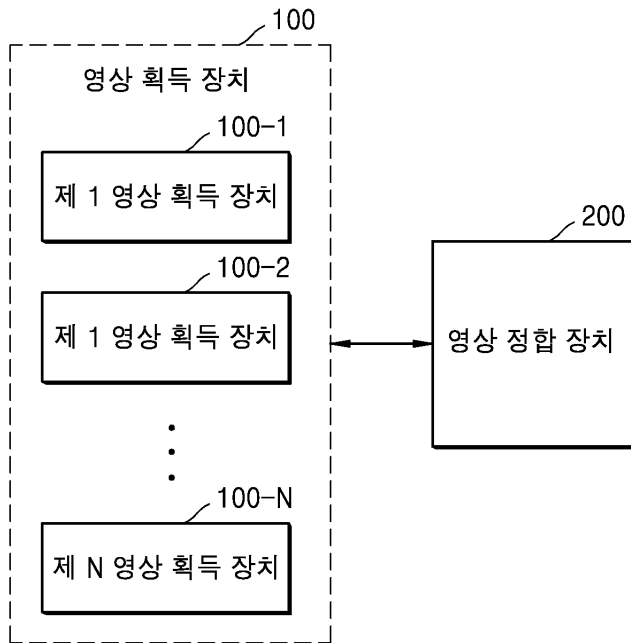 100
영상 획득 장치
100-1
제 1 영상 획득 장치
200
100-2
제 1 영상 획득 장치
영상 정합 장치
100-N
제 N 영상 획득 장치